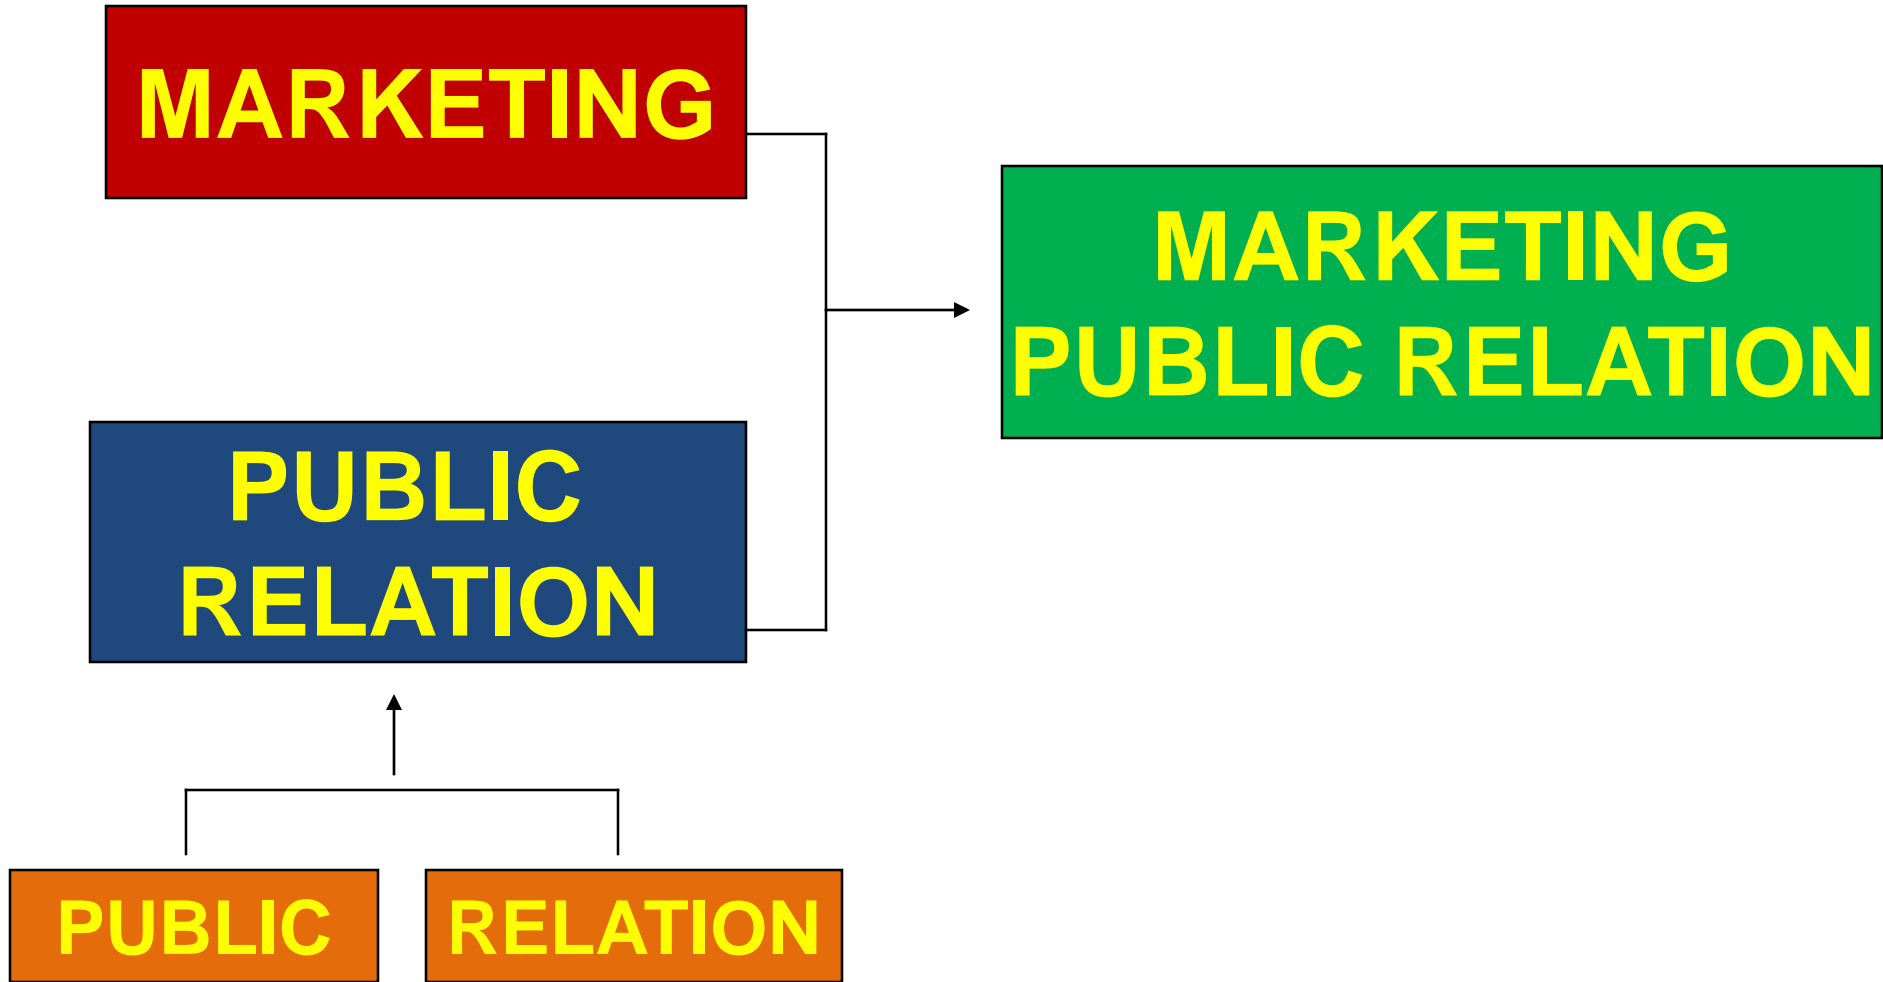 MARKETING
MARKETING
PUBLIC RELATION
PUBLIC
RELATION
PUBLIC
RELATION